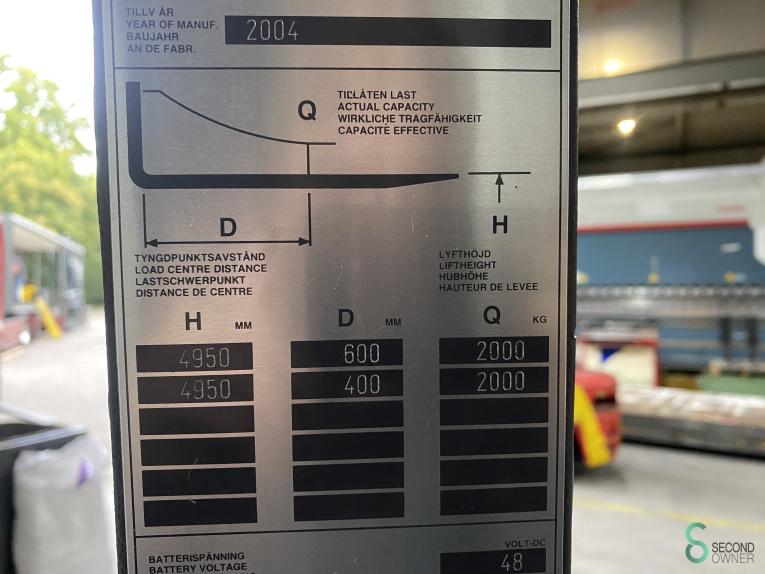 TILLV ÅR
YEAR OF MANUF.
BAUJAHR
AN DE FABR.
2004
Q
TILLÅTEN LAST
ACTUAL CAPACITY
WIRKLICHE TRAGFÄHIGKEIT
CAPACITÉ EFFECTIVE
D
H
TYNGDPUNKTSAVSTÅND
LOAD CENTRE DISTANCE
LASTSCHWERPUNKT
DISTANCE DE CENTRE
LYFTHÖJD
LIFTHEIGHT
HUBHÖHE
HAUTEUR DE LEVEE
H MM D MM Q KG
4950 600 2000
4950 400 2000
BATTERISPÄNNING
BATTERY VOLTAGE
VOLT-DC
48
SECOND
OWNER